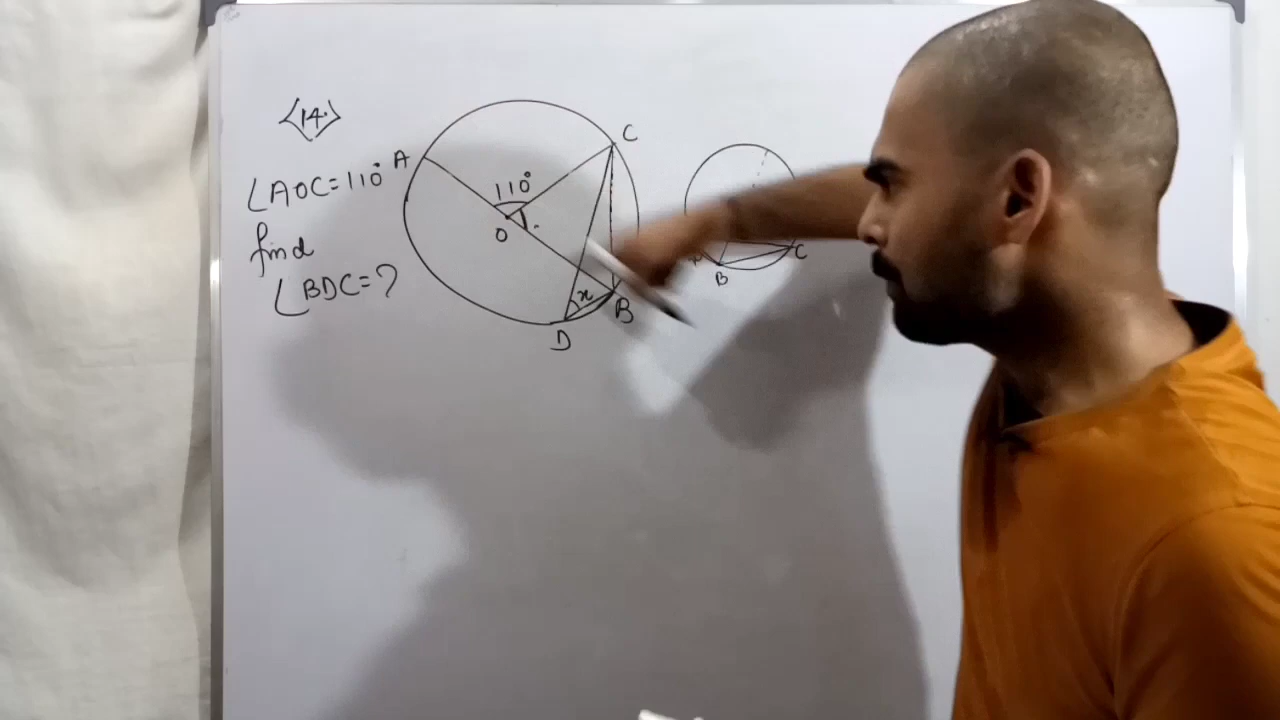 <14.>
∠AOC=110°
find
∠BDC=?
A
C
110°
O
x
B
D
B
C